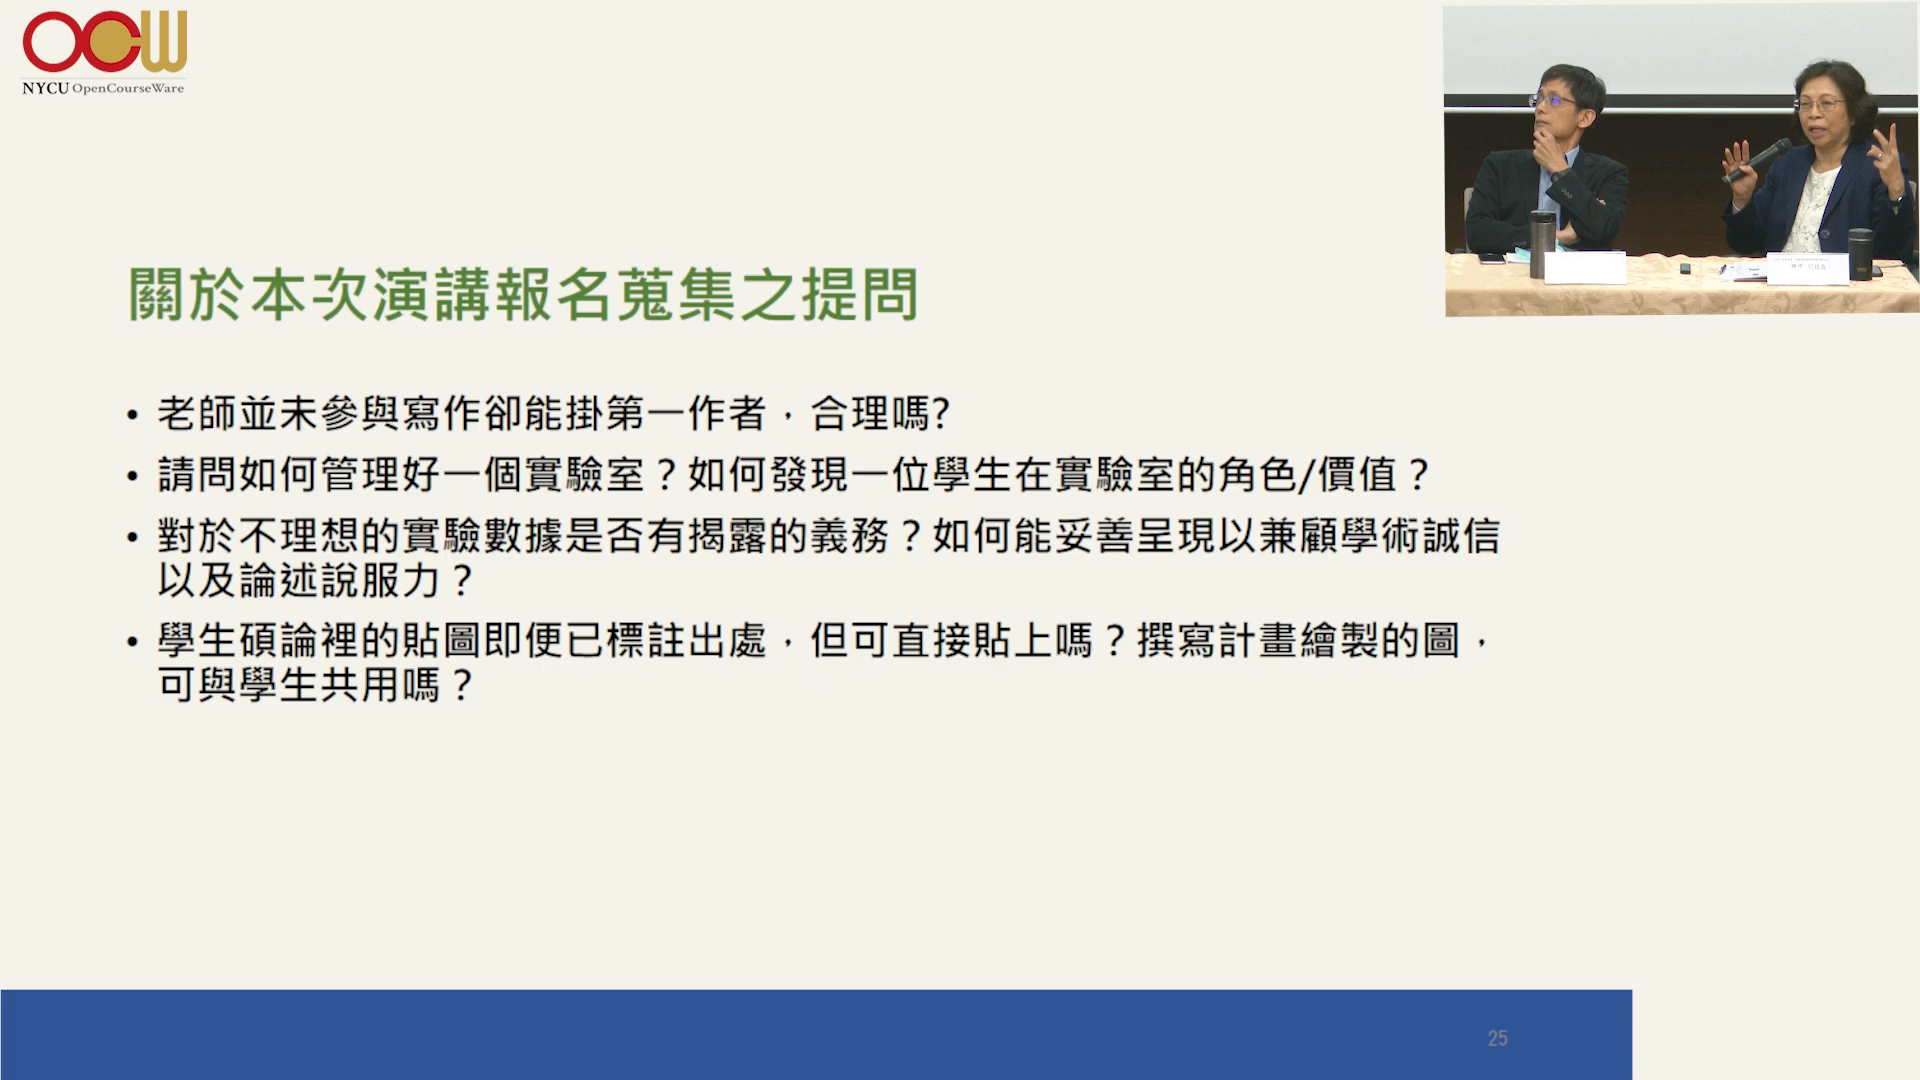 OCW
NYCU OpenCourseWare
關於本次演講報名蒐集之提問
• 老師並未參與寫作卻能掛第一作者，合理嗎?
• 請問如何管理好一個實驗室？如何發現一位學生在實驗室的角色/價值？
• 對於不理想的實驗數據是否有揭露的義務？如何能妥善呈現以兼顧學術誠信
以及論述說服力？
• 學生碩論裡的貼圖即便已標註出處，但可直接貼上嗎？撰寫計畫繪製的圖，
可與學生共用嗎？
25